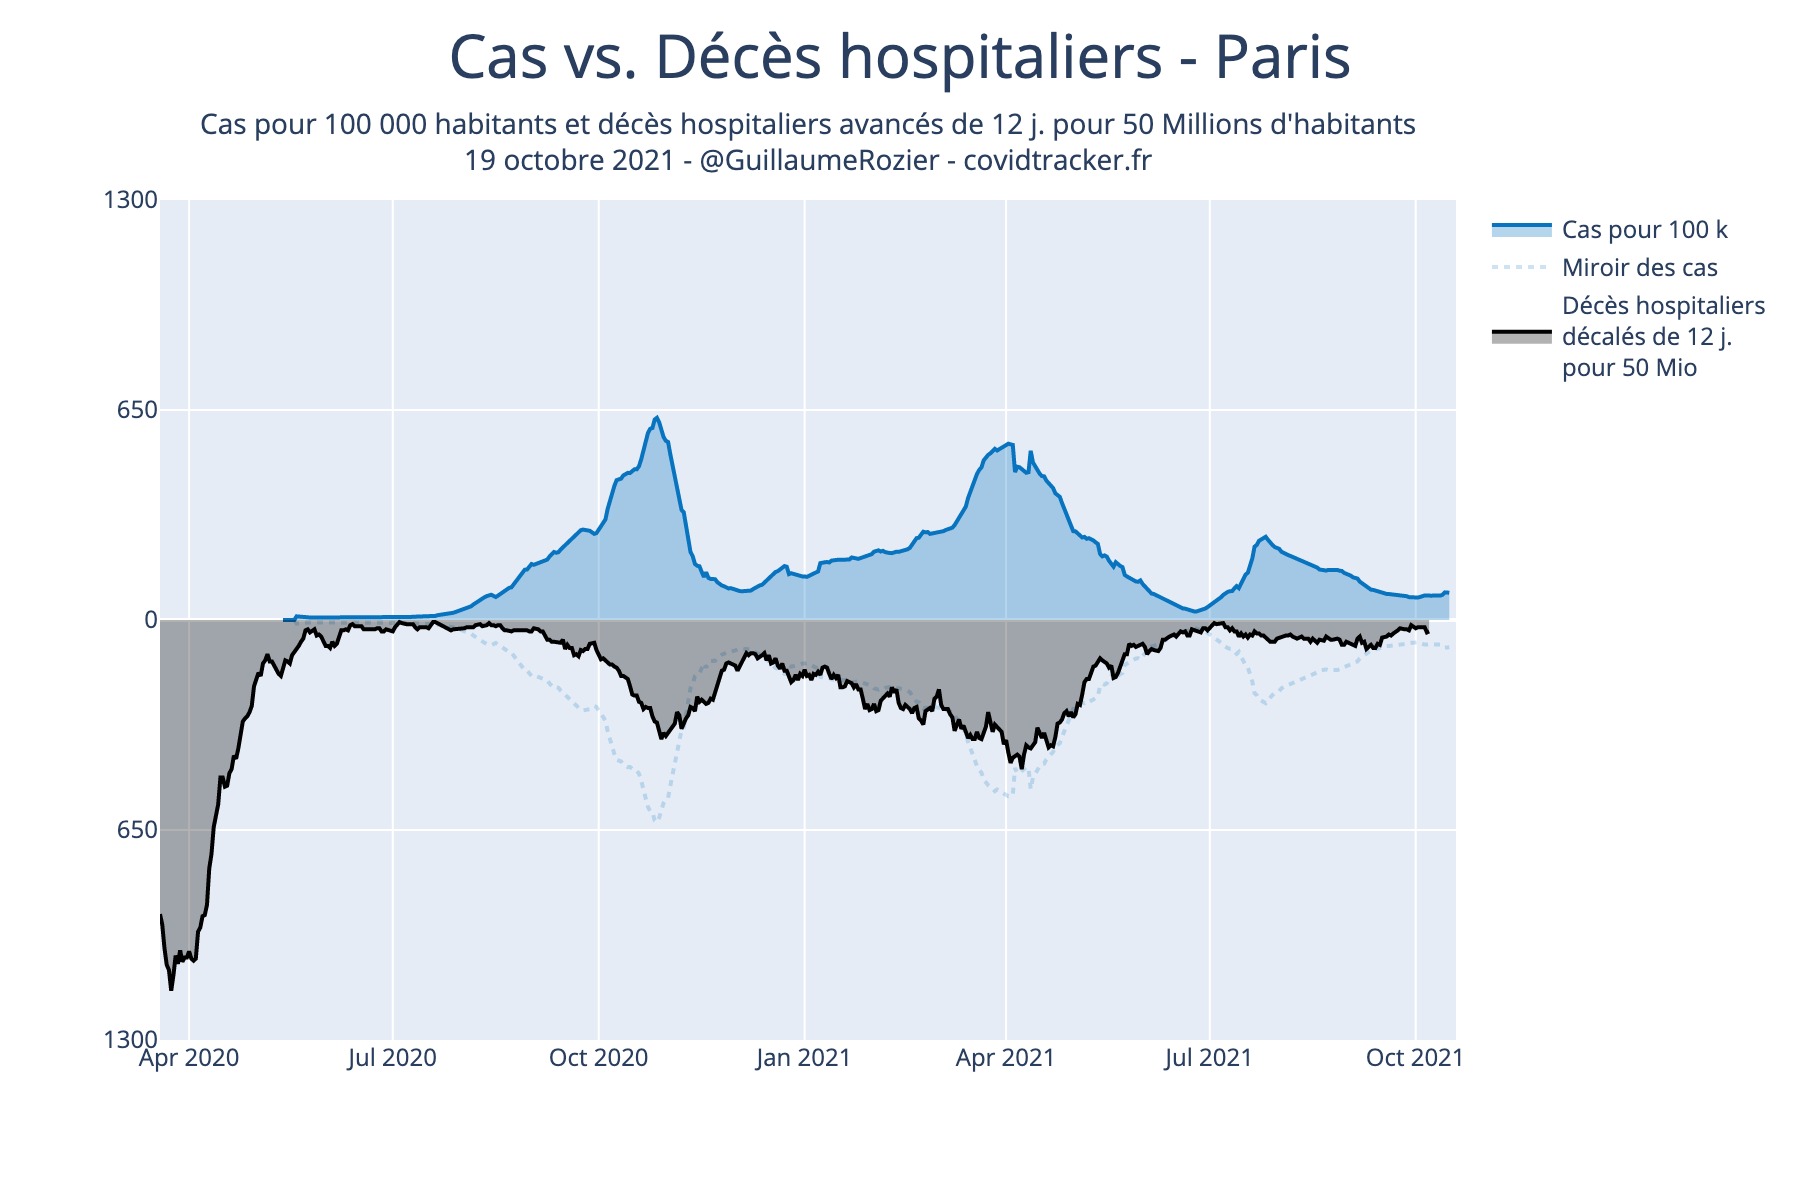 Cas vs. Décès hospitaliers - Paris
Cas pour 100 000 habitants et décès hospitaliers avancés de 12 j. pour 50 Millions d'habitants
19 octobre 2021 - @GuillaumeRozier - covidtracker.fr
1300
650
0
650
1300
Apr 2020
Jul 2020
Oct 2020
Jan 2021
Apr 2021
Jul 2021
Oct 2021
Cas pour 100 k
Miroir des cas
Décès hospitaliers
décalés de 12 j.
pour 50 Mio